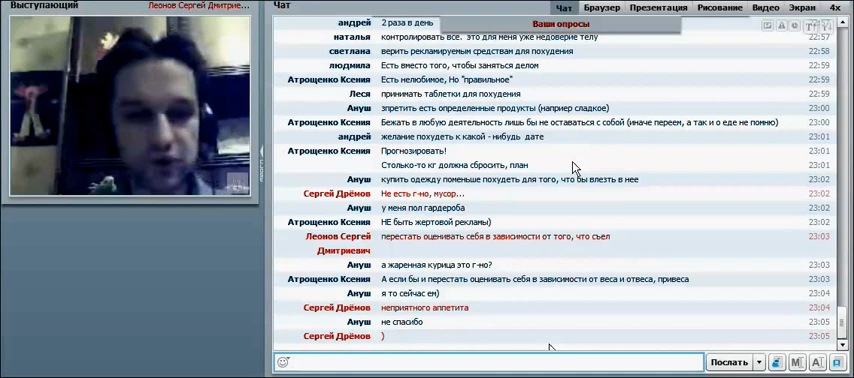 Выступающий
Леонов Сергей Дмитрие...
Чат
Чат Браузер Презентация Рисование Видео Экран 4x
Ваши опросы
андрей 2 раза в день
наталья контролировать все. это для меня уже недоверие телу 22:57
светлана верить рекламируемым средствам для похудения 22:58
людмила Есть вместо того, чтобы заняться делом 22:59
Атрощенко Ксения Есть нелюбимое, Но "правильное" 22:59
Леся принимать таблетки для похудения 22:59
Ануш зпретить есть определенные продукты (наприер сладкое) 23:00
Атрощенко Ксения Бежать в любую деятельность лишь бы не оставаться с собой (иначе переем, а так и о еде не помню) 23:00
андрей желание похудеть к какой - нибудь дате 23:01
Атрощенко Ксения Прогнозировать! 23:01
Столько-то кг должна сбросить, план 23:01
Ануш купить одежду поменьше похудеть для того, что бы влезть в нее 23:02
Сергей Дрёмов Не есть г-но, мусор... 23:02
Ануш у меня пол гардероба 23:02
Атрощенко Ксения НЕ быть жертовой рекламы) 23:02
Леонов Сергей Дмитриевич перестать оценивать себя в зависимости от того, что съел 23:03
Ануш а жаренная курица это г-но? 23:03
Атрощенко Ксения А если бы и перестать оценивать себя в зависимости от веса и отвеса, привеса 23:03
Ануш я то сейчас ем) 23:04
Сергей Дрёмов неприятного аппетита 23:04
Ануш не спасибо 23:05
Сергей Дрёмов ) 23:05
Послать